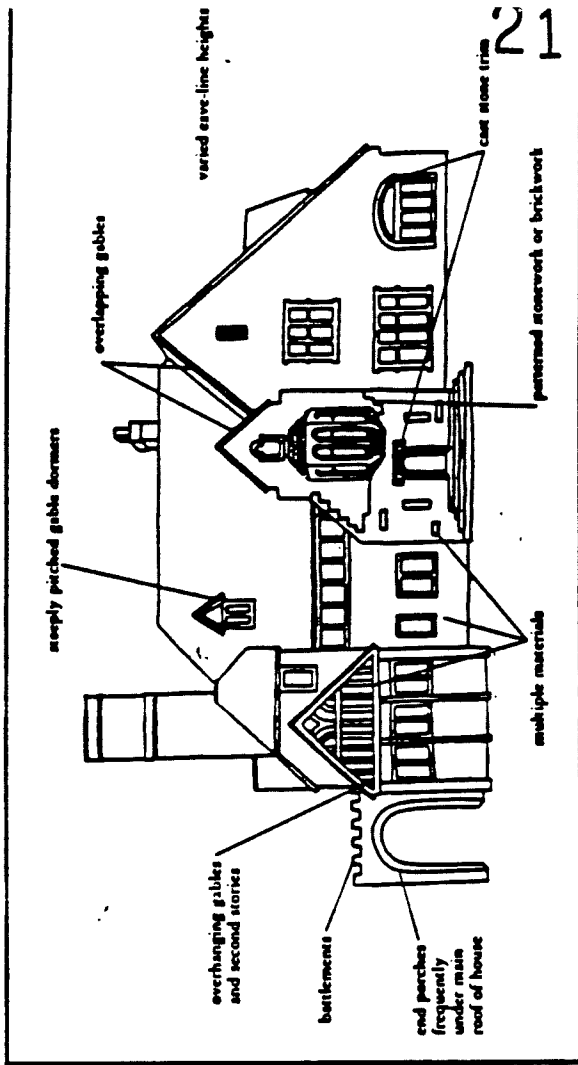 21
steeply pitched gable dormers
overlapping gables
varied eave-line heights
overhanging gables
and second stories
battlements
end porches
frequently
under main
roof of house
multiple materials
patterned stonework or brickwork
cast stone trim